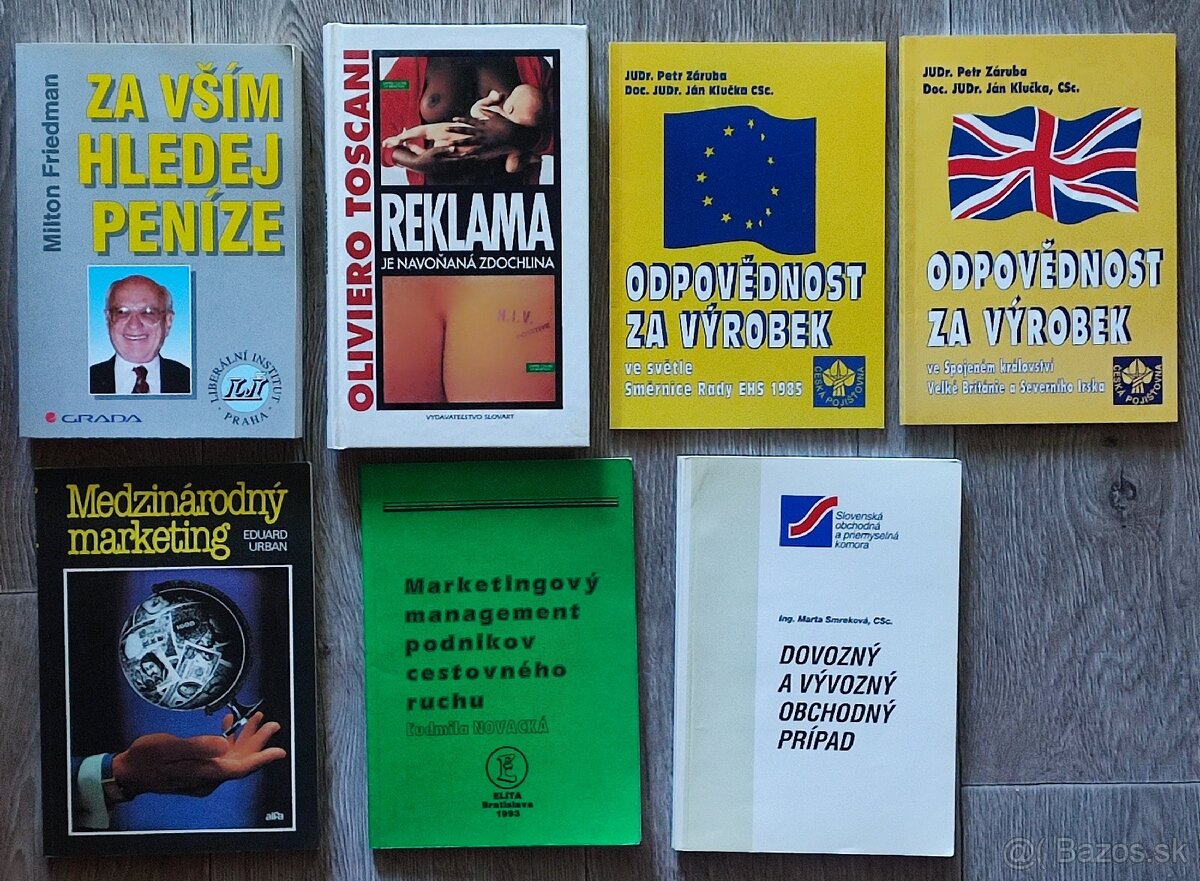 Milton Friedman
ZA VŠÍM
HLEDEJ
PENÍZE
GRADA
LIBERÁLNÍ INSTITUT
LI
PRAHA
OLIVIERO TOSCANI
REKLAMA
JE NAVOŇANÁ ZDOCHLINA
H.I.V.
POSITIVE
VYDAVATEĽSTVO SLOVART
JUDr. Petr Záruba
Doc. JUDr. Ján Klučka CSc.
ODPOVĚDNOST
ZA VÝROBEK
ve světle
Směrnice Rady EHS 1985
ČESKÁ POJIŠŤOVNA
JUDr. Petr Záruba
Doc. JUDr. Ján Klučka, CSc.
ODPOVĚDNOST
ZA VÝROBEK
ve Spojeném království
Velké Británie a Severního Irska
ČESKÁ POJIŠŤOVNA
Medzinárodný
marketing
EDUARD
URBAN
alfa
Marketingový
management
podnikov
cestovného
ruchu
Ľudmila NOVACKÁ
E
ELITA
Bratislava
1993
Slovenská
obchodná
a priemyselná
komora
Ing. Marta Smreková, CSc.
DOVOZNÝ
A VÝVOZNÝ
OBCHODNÝ
PRÍPAD
Bazos.sk